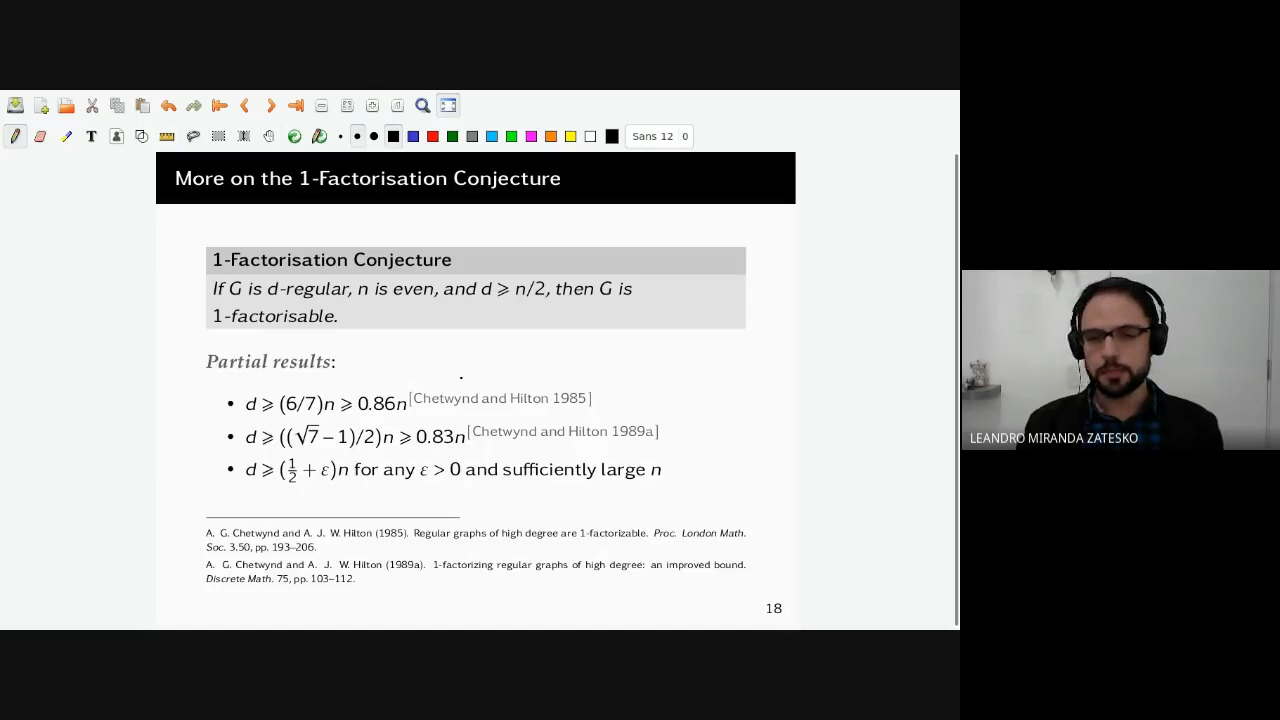 T
Sans 12 0
More on the 1-Factorisation Conjecture
1-Factorisation Conjecture
If G is d-regular, n is even, and d ⩾ n/2, then G is
1-factorisable.
Partial results:
• d ⩾ (6/7)n ⩾ 0.86n[Chetwynd and Hilton 1985]
• d ⩾ ((√7 − 1)/2)n ⩾ 0.83n[Chetwynd and Hilton 1989a]
• d ⩾ (1/2 + ε)n for any ε > 0 and sufficiently large n
A. G. Chetwynd and A. J. W. Hilton (1985). Regular graphs of high degree are 1-factorizable. Proc. London Math.
Soc. 3.50, pp. 193–206.
A. G. Chetwynd and A. J. W. Hilton (1989a). 1-factorizing regular graphs of high degree: an improved bound.
Discrete Math. 75, pp. 103–112.
18
LEANDRO MIRANDA ZATESKO